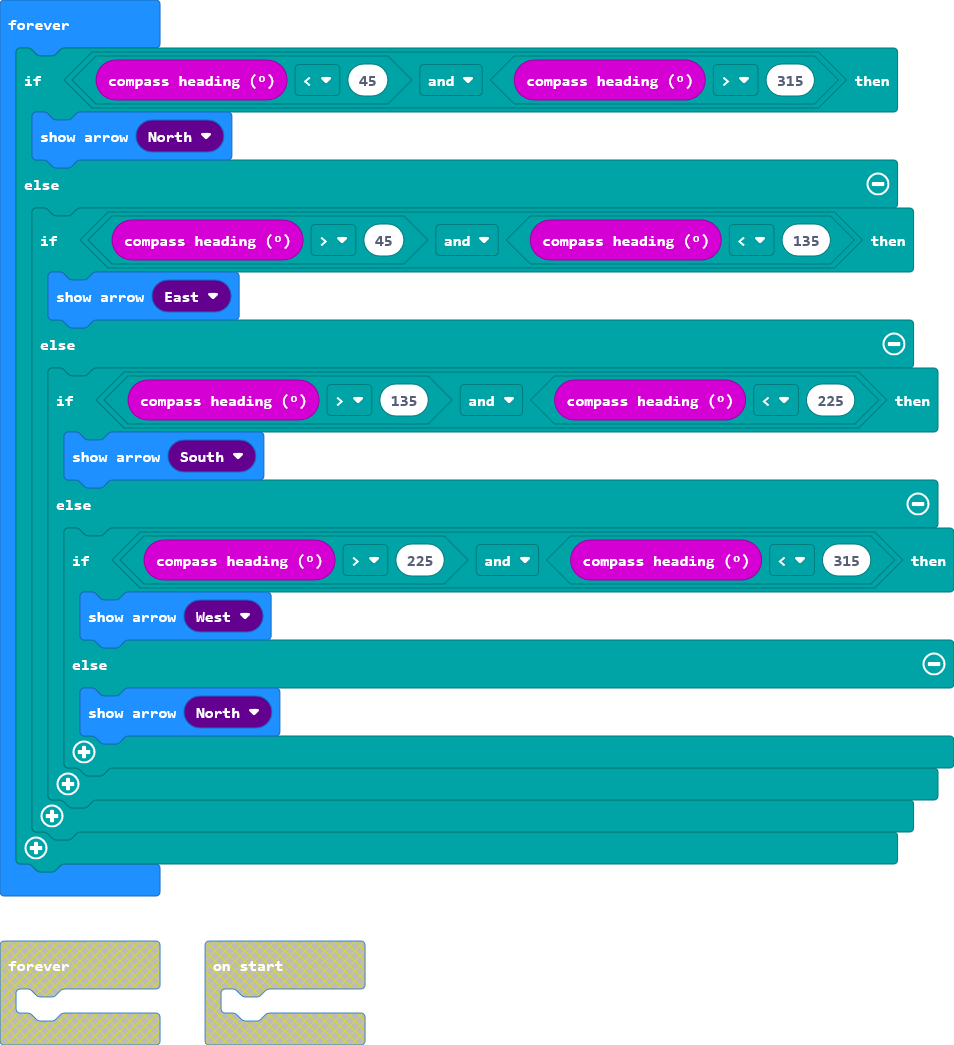 forever
if compass heading (º) < 45 and compass heading (º) > 315 then
show arrow North
else
if compass heading (º) > 45 and compass heading (º) < 135 then
show arrow East
else
if compass heading (º) > 135 and compass heading (º) < 225 then
show arrow South
else
if compass heading (º) > 225 and compass heading (º) < 315 then
show arrow West
else
show arrow North
forever on start